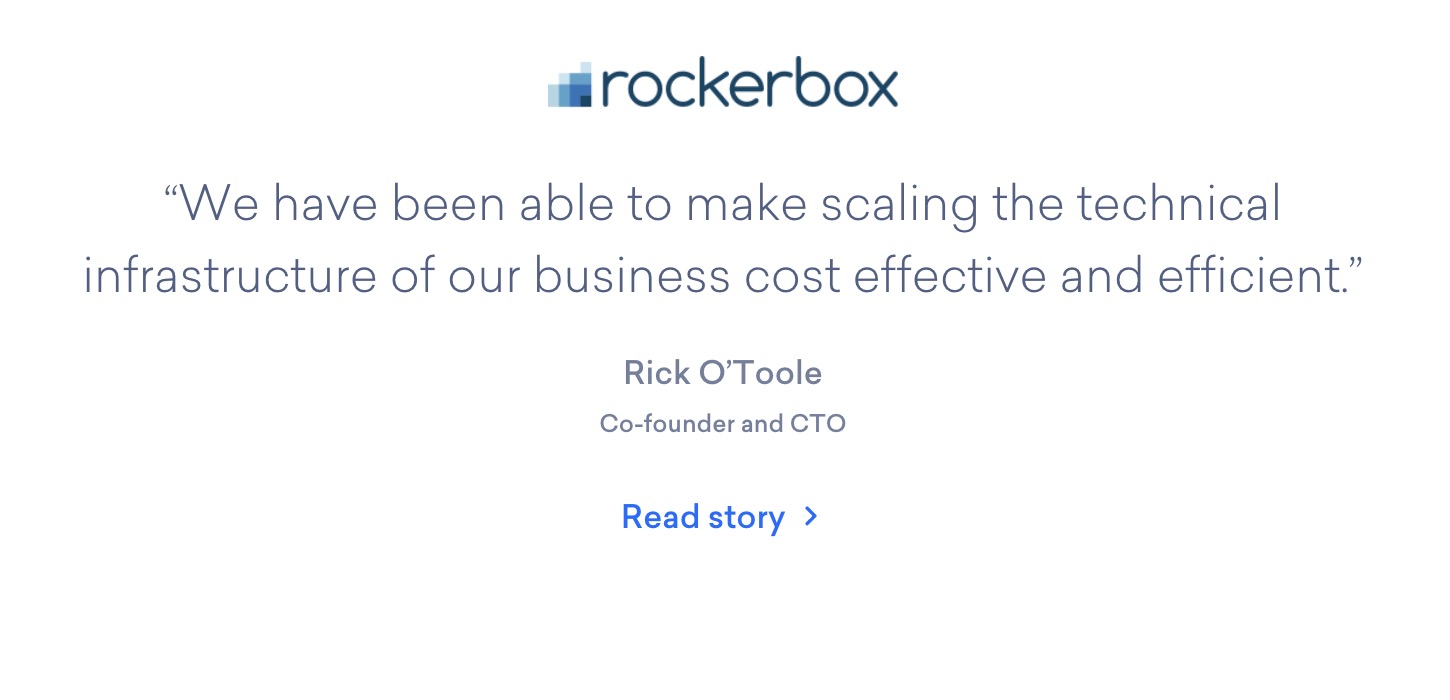 rockerbox
“We have been able to make scaling the technical
infrastructure of our business cost effective and efficient.”
Rick O’Toole
Co-founder and CTO
Read story